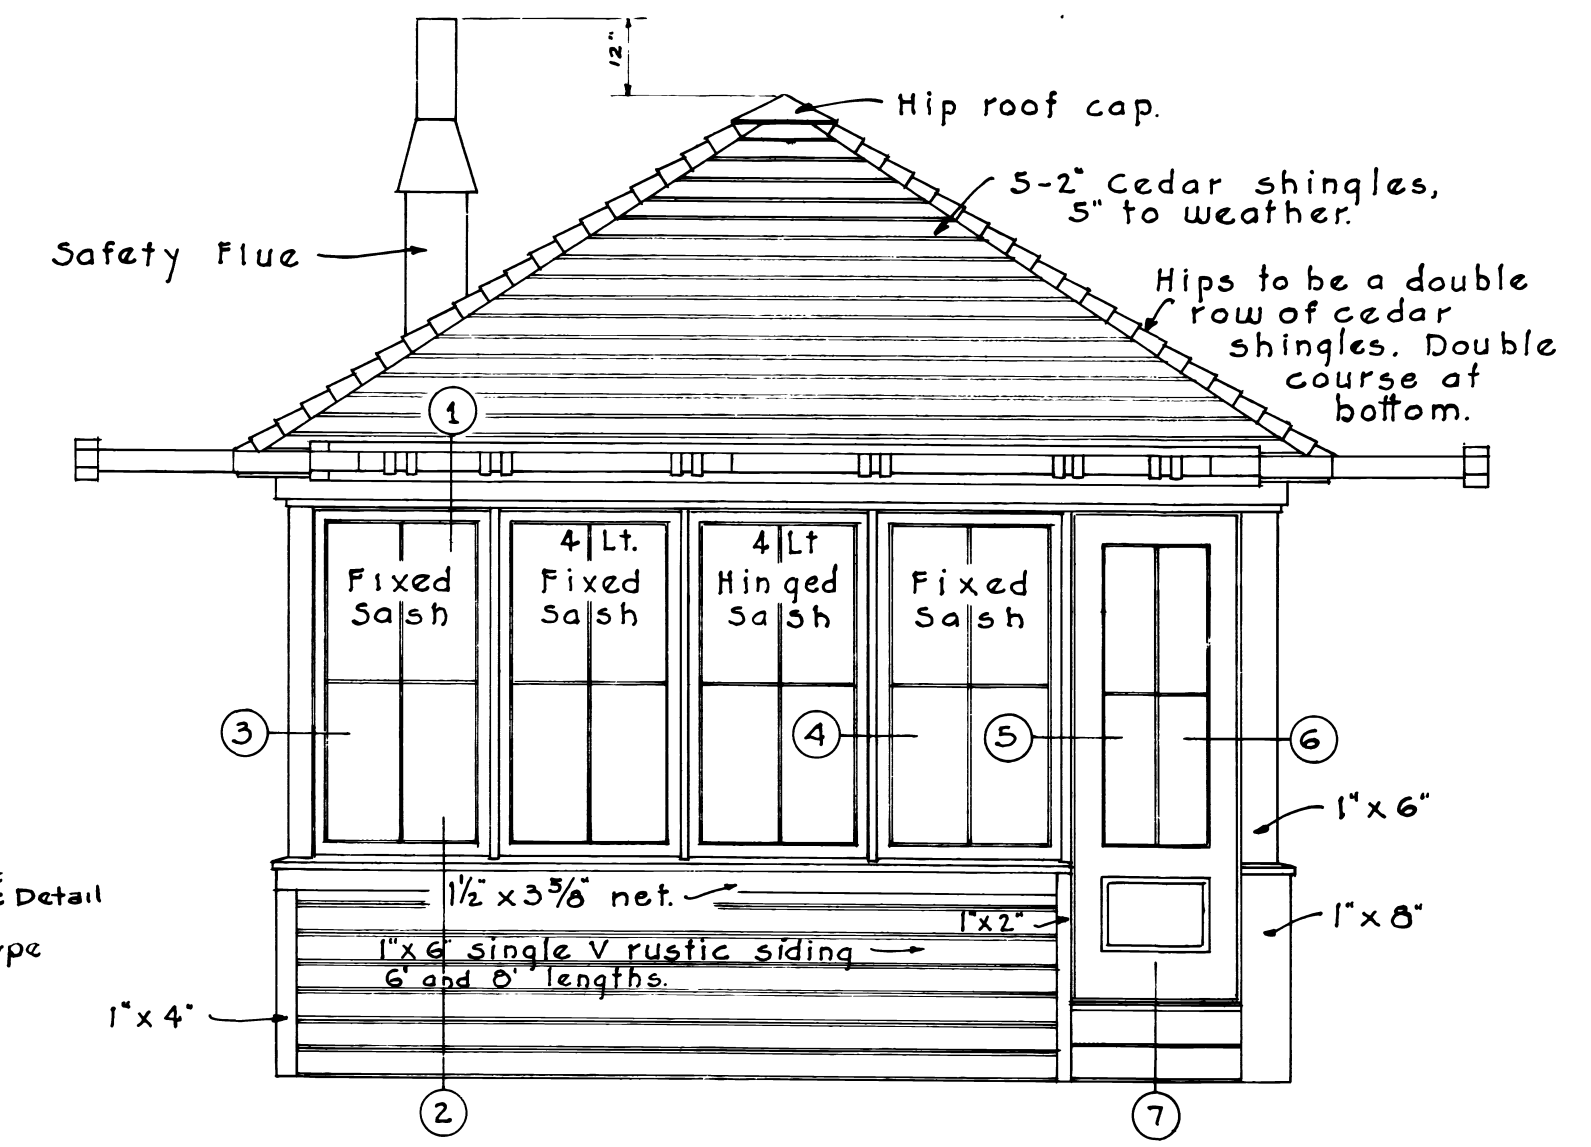 12"
Hip roof cap.
5-2" Cedar shingles,
5" to weather.
Safety Flue
Hips to be a double
row of cedar
shingles. Double
course at
bottom.
1
Fixed
Sash
4 Lt.
Fixed
Sash
4 Lt
Hinged
Sash
Fixed
Sash
3
4
5
6
1" x 6"
Detail
1½" x 3⅝" net.
1" x 2"
1" x 8"
1" x 6" single V rustic siding
6' and 8' lengths.
1" x 4"
2
7